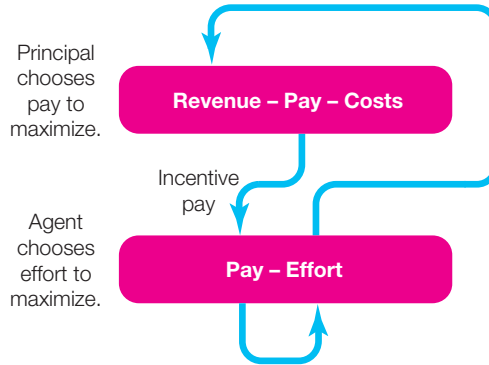 Principal
chooses
pay to
maximize.
Revenue – Pay – Costs
Incentive
pay
Agent
chooses
effort to
maximize.
Pay – Effort